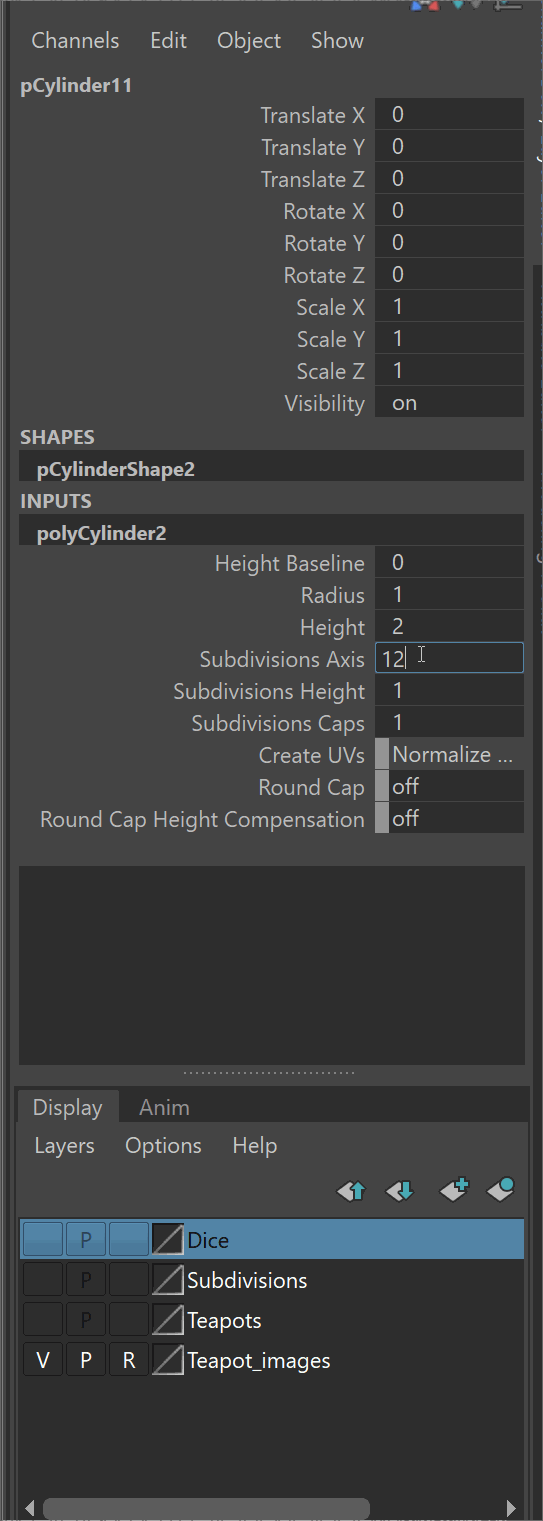 Channels Edit Object Show
pCylinder11
Translate X 0
Translate Y 0
Translate Z 0
Rotate X 0
Rotate Y 0
Rotate Z 0
Scale X 1
Scale Y 1
Scale Z 1
Visibility on
SHAPES
pCylinderShape2
INPUTS
polyCylinder2
Height Baseline 0
Radius 1
Height 2
Subdivisions Axis 12
Subdivisions Height 1
Subdivisions Caps 1
Create UVs Normalize ...
Round Cap off
Round Cap Height Compensation off
Display Anim
Layers Options Help
P Dice
P Subdivisions
P Teapots
V P R Teapot_images